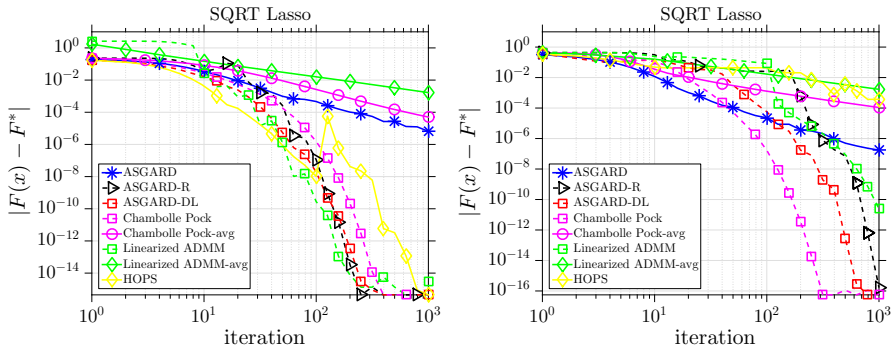 SQRT Lasso
|F(x) − F*|
10^0
10^-2
10^-4
10^-6
10^-8
10^-10
10^-12
10^-14
ASGARD
ASGARD-R
ASGARD-DL
Chambolle Pock
Chambolle Pock-avg
Linearized ADMM
Linearized ADMM-avg
HOPS
10^0 10^1 10^2 10^3
iteration
SQRT Lasso
|F(x) − F*|
10^0
10^-2
10^-4
10^-6
10^-8
10^-10
10^-12
10^-14
10^-16
ASGARD
ASGARD-R
ASGARD-DL
Chambolle Pock
Chambolle Pock-avg
Linearized ADMM
Linearized ADMM-avg
HOPS
10^0 10^1 10^2 10^3
iteration